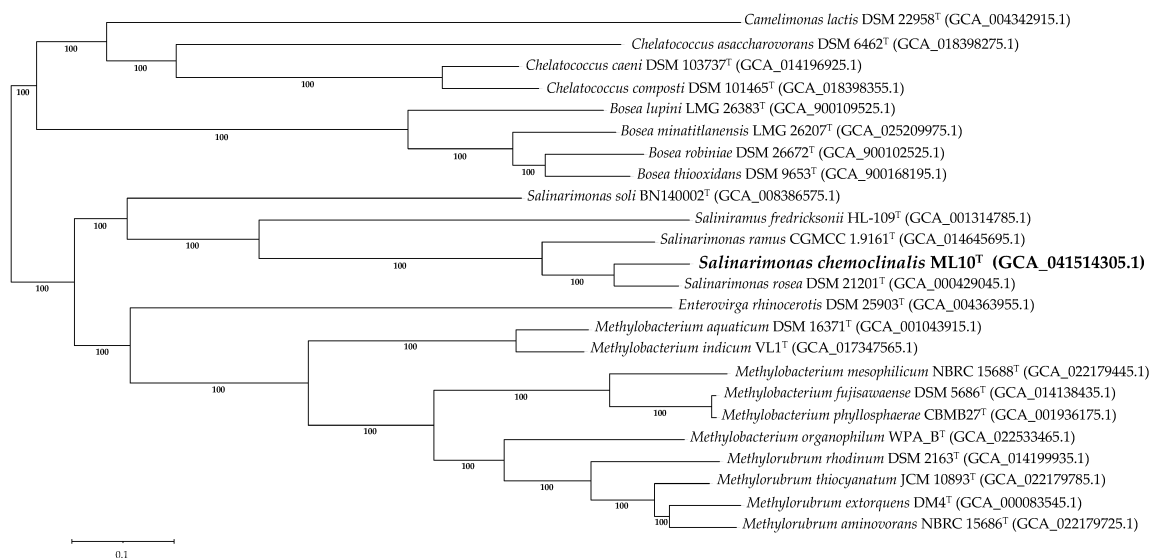 Camelimonas lactis DSM 22958ᵀ (GCA_004342915.1)
100
Chelatococcus asaccharovorans DSM 6462ᵀ (GCA_018398275.1)
100
Chelatococcus caeni DSM 103737ᵀ (GCA_014196925.1)
100
100
Chelatococcus composti DSM 101465ᵀ (GCA_018398355.1)
Bosea lupini LMG 26383ᵀ (GCA_900109525.1)
100
Bosea minatitlanensis LMG 26207ᵀ (GCA_025209975.1)
100
Bosea robiniae DSM 26672ᵀ (GCA_900102525.1)
100
Bosea thiooxidans DSM 9653ᵀ (GCA_900168195.1)
Salinarimonas soli BN140002ᵀ (GCA_008386575.1)
100
Saliniramus fredricksonii HL-109ᵀ (GCA_001314785.1)
100
Salinarimonas ramus CGMCC 1.9161ᵀ (GCA_014645695.1)
100
Salinarimonas chemoclinalis ML10ᵀ (GCA_041514305.1)
100
100
Salinarimonas rosea DSM 21201ᵀ (GCA_000429045.1)
Enterovirga rhinocerotis DSM 25903ᵀ (GCA_004363955.1)
Methylobacterium aquaticum DSM 16371ᵀ (GCA_001043915.1)
100
100
Methylobacterium indicum VL1ᵀ (GCA_017347565.1)
Methylobacterium mesophilicum NBRC 15688ᵀ (GCA_022179445.1)
100
100
Methylobacterium fujisawaense DSM 5686ᵀ (GCA_014138435.1)
100
Methylobacterium phyllosphaerae CBMB27ᵀ (GCA_001936175.1)
100
Methylobacterium organophilum WPA_Bᵀ (GCA_022533465.1)
100
Methylorubrum rhodinum DSM 2163ᵀ (GCA_014199935.1)
100
Methylorubrum thiocyanatum JCM 10893ᵀ (GCA_022179785.1)
100
Methylorubrum extorquens DM4ᵀ (GCA_000083545.1)
100
Methylorubrum aminovorans NBRC 15686ᵀ (GCA_022179725.1)
0.1